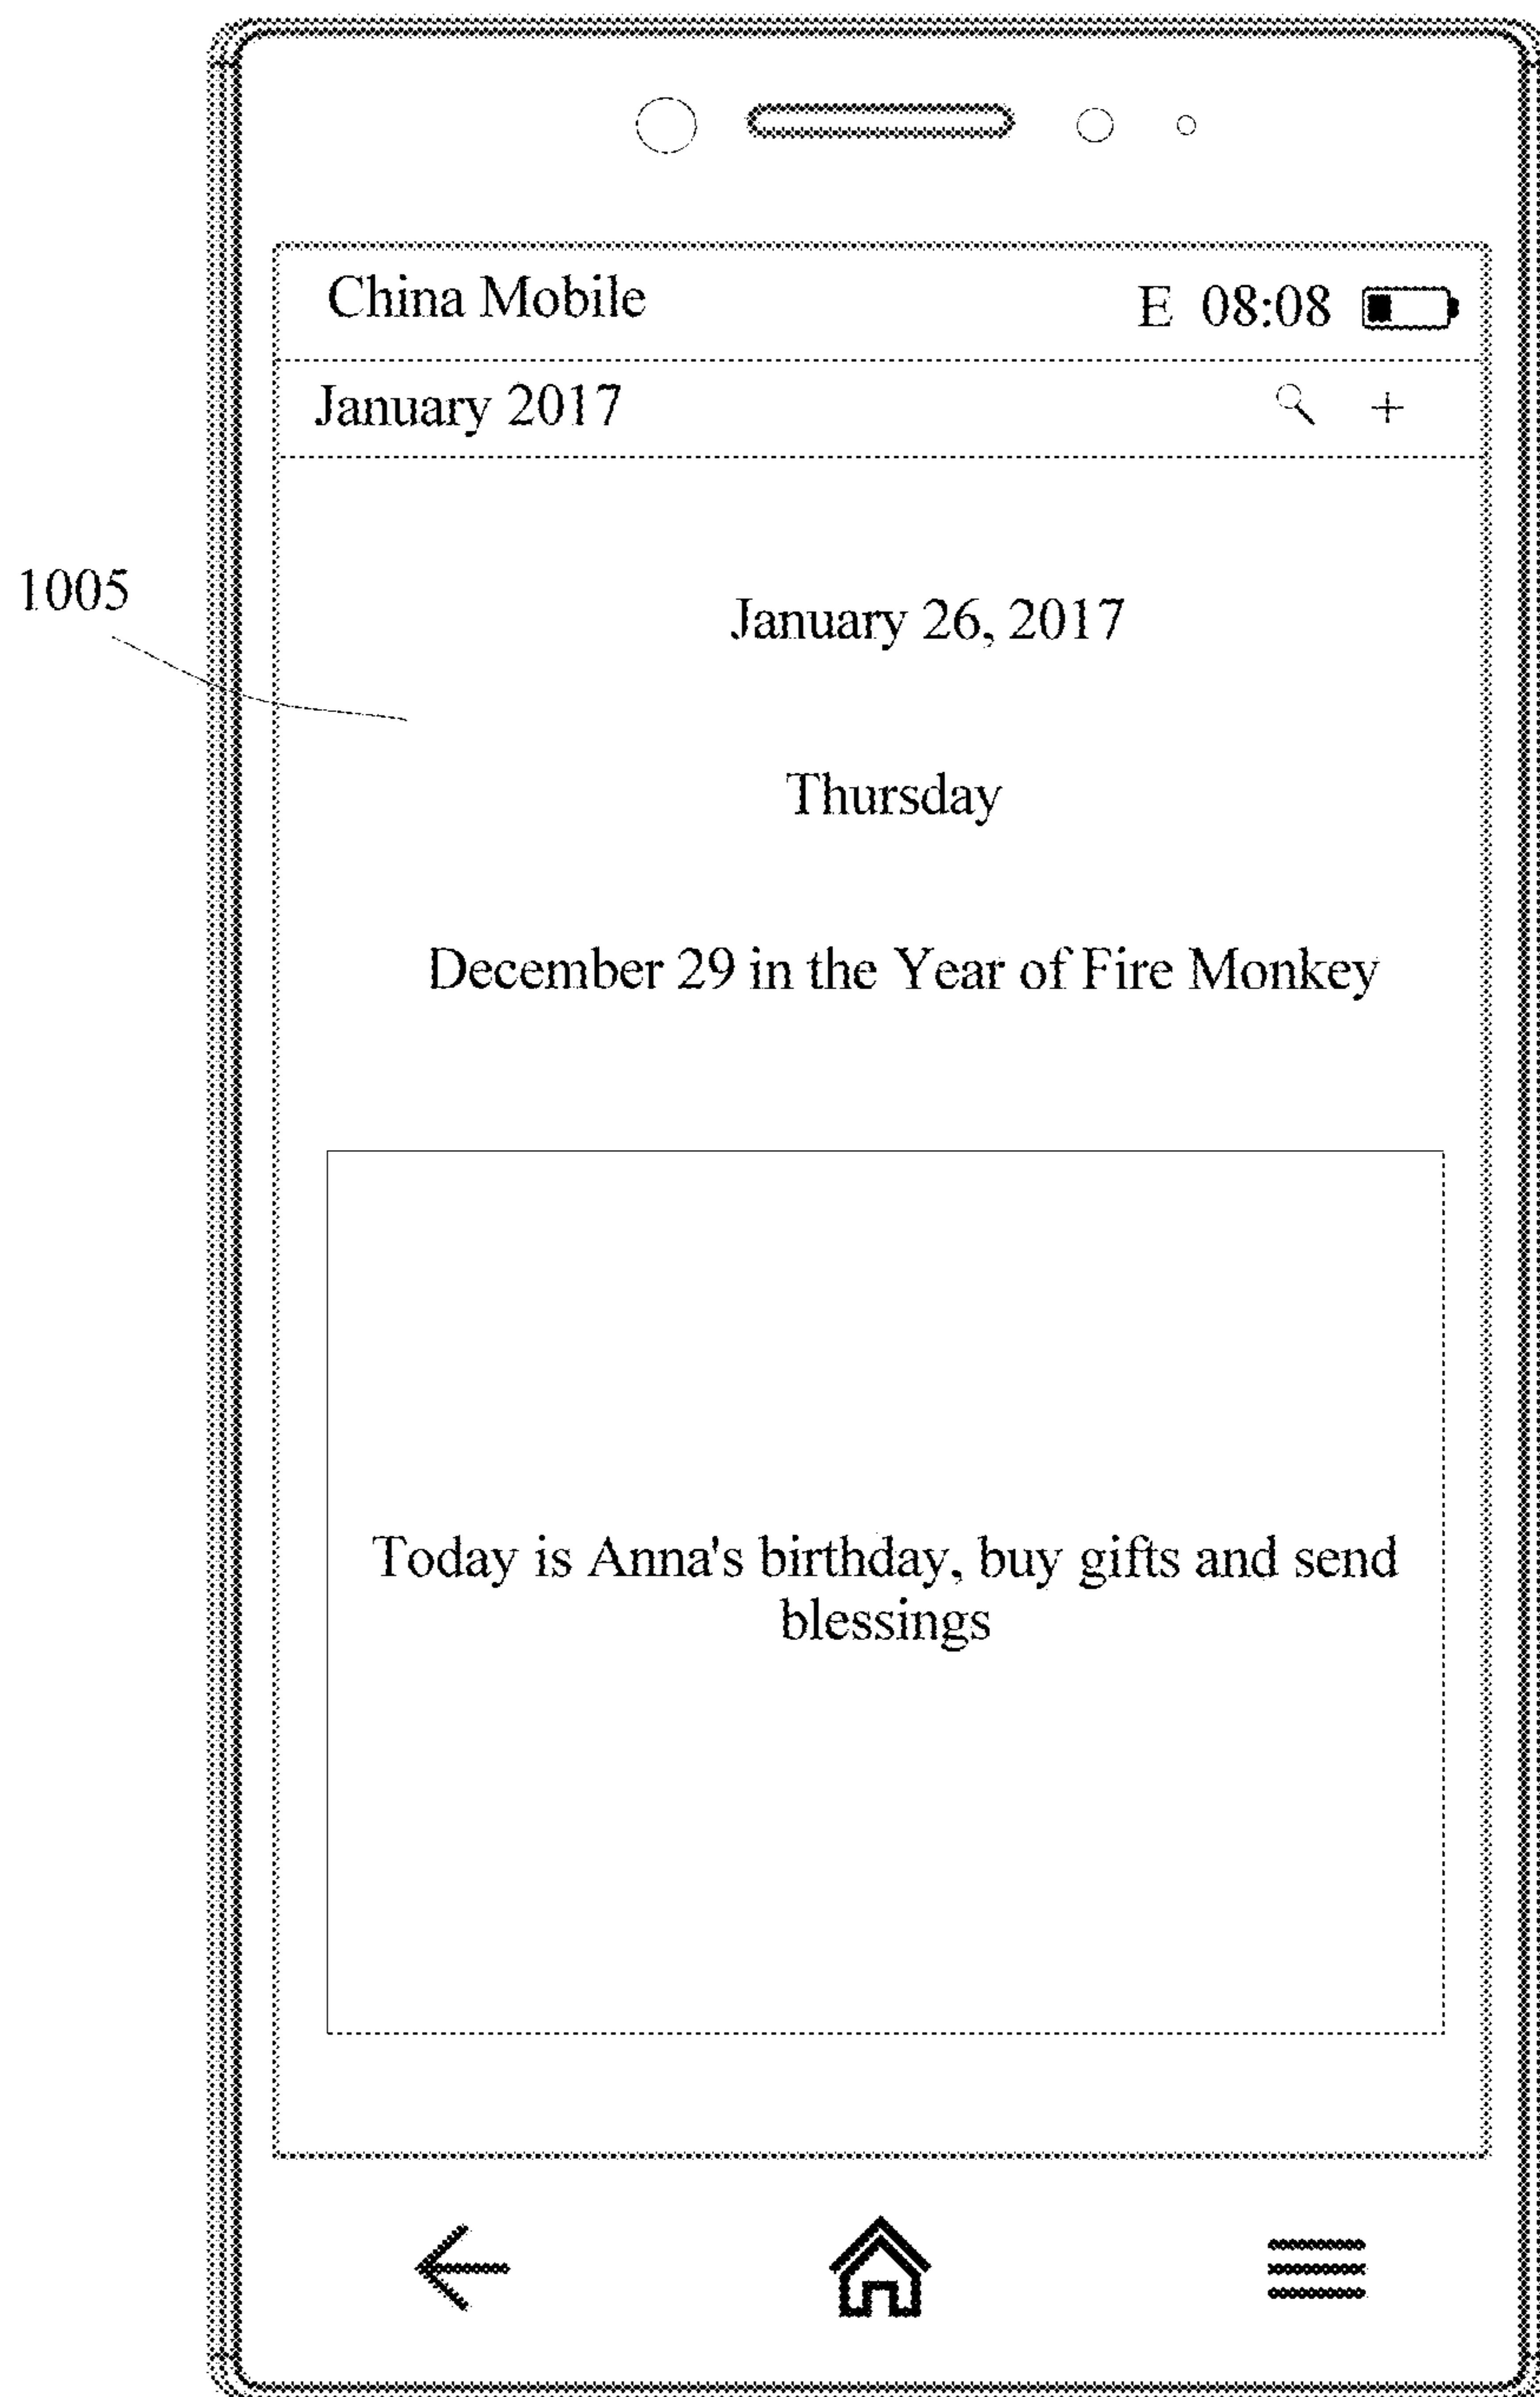 China Mobile E 08:08
January 2017 +
1005
January 26, 2017
Thursday
December 29 in the Year of Fire Monkey
Today is Anna's birthday, buy gifts and send
blessings